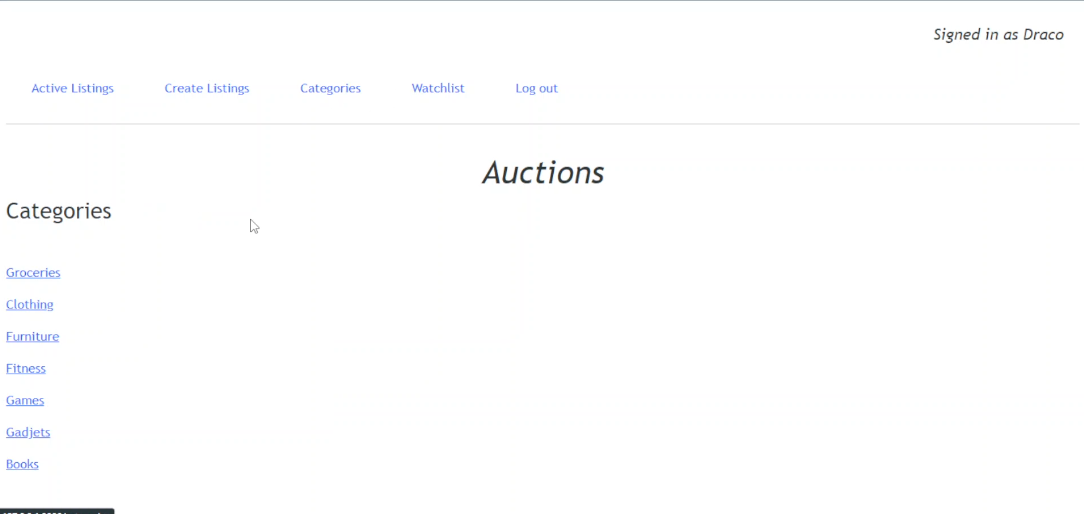 Signed in as Draco
Active Listings Create Listings Categories Watchlist Log out
Auctions
Categories
Groceries
Clothing
Furniture
Fitness
Games
Gadjets
Books